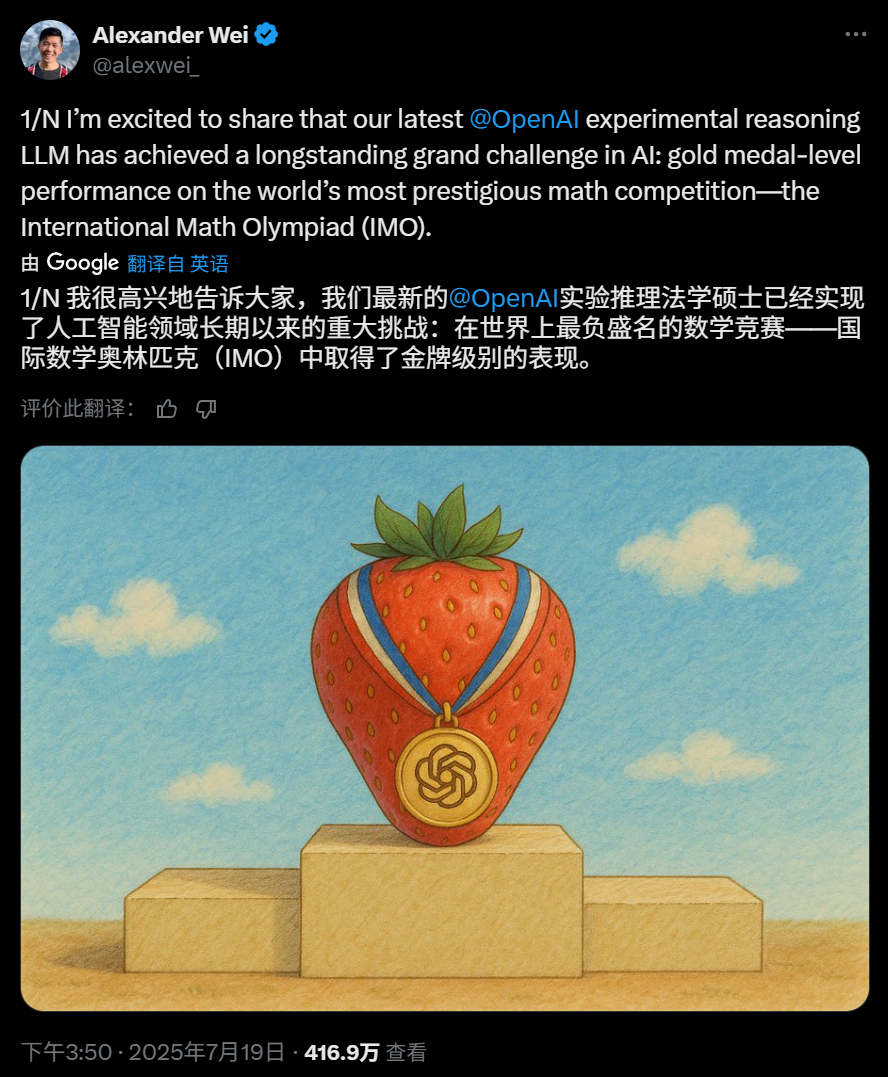 Alexander Wei
@alexwei_
1/N I’m excited to share that our latest @OpenAI experimental reasoning
LLM has achieved a longstanding grand challenge in AI: gold medal-level
performance on the world’s most prestigious math competition—the
International Math Olympiad (IMO).
由 Google 翻译自 英语
1/N 我很高兴地告诉大家，我们最新的@OpenAI实验推理法学硕士已经实现
了人工智能领域长期以来的重大挑战：在世界上最负盛名的数学竞赛——国
际数学奥林匹克（IMO）中取得了金牌级别的表现。
评价此翻译：
下午3:50 · 2025年7月19日 · 416.9万 查看